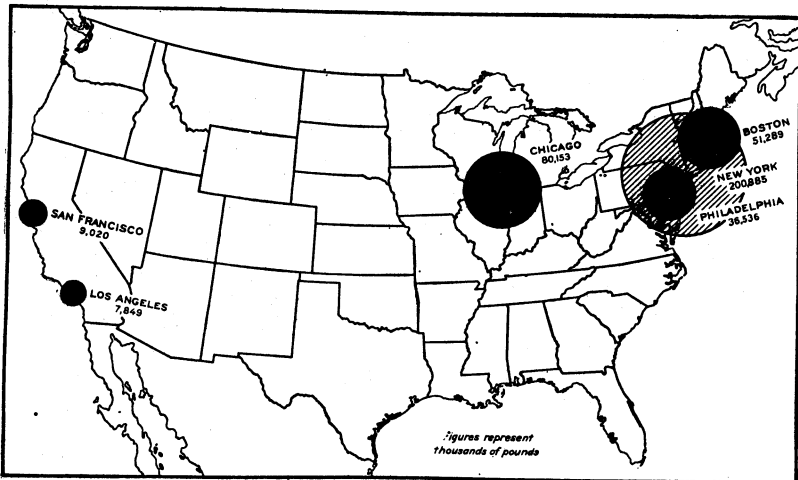 CHICAGO
80,153
BOSTON
51,289
NEW YORK
200,885
PHILADELPHIA
36,536
SAN FRANCISCO
9,020
LOS ANGELES
7,849
Figures represent
thousands of pounds